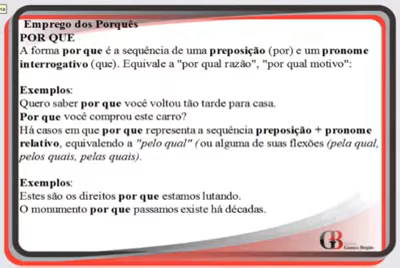 Emprego dos Porquês
POR QUE
A forma por que é a sequência de uma preposição (por) e um pronome
interrogativo (que). Equivale a "por qual razão", "por qual motivo":
Exemplos:
Quero saber por que você voltou tão tarde para casa.
Por que você comprou este carro?
Há casos em que por que representa a sequência preposição + pronome
relativo, equivalendo a "pelo qual" (ou alguma de suas flexões (pela qual,
pelos quais, pelas quais).
Exemplos:
Estes são os direitos por que estamos lutando.
O monumento por que passamos existe há décadas.
GB